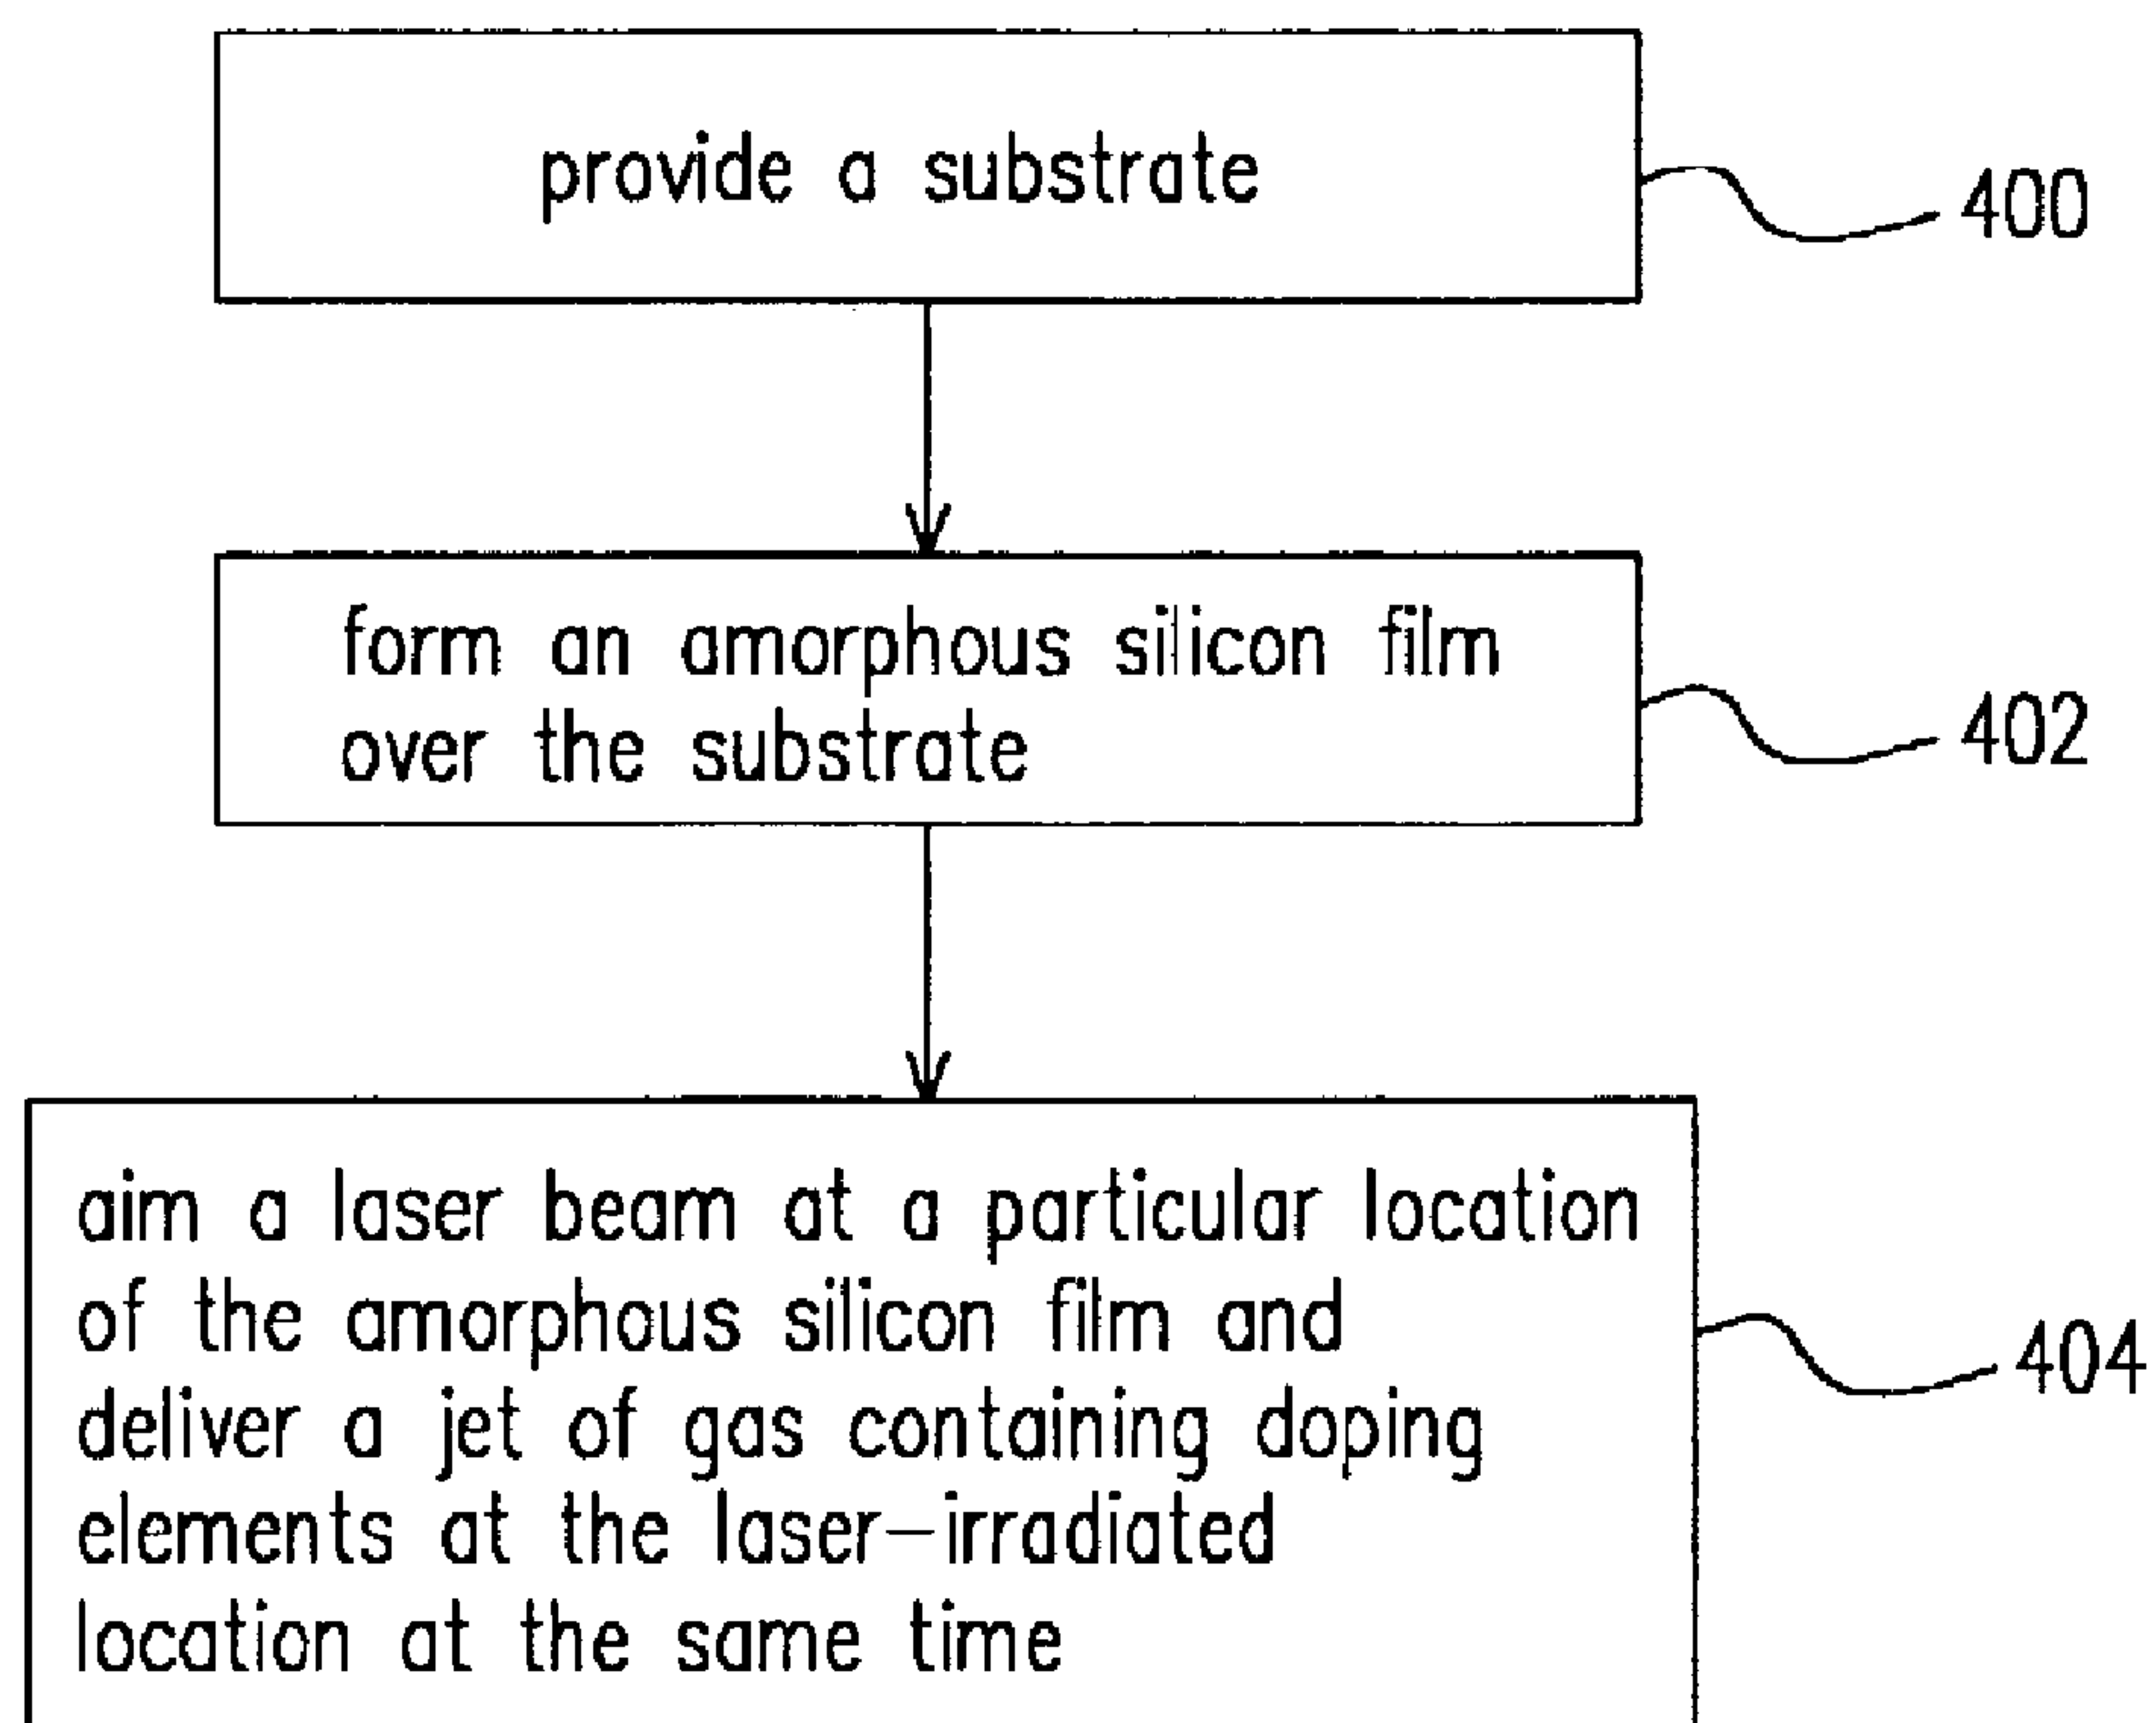 provide a substrate
400
form an amorphous silicon film
over the substrate
402
aim a laser beam at a particular location
of the amorphous silicon film and
deliver a jet of gas containing doping
elements at the laser-irradiated
location at the same time
404